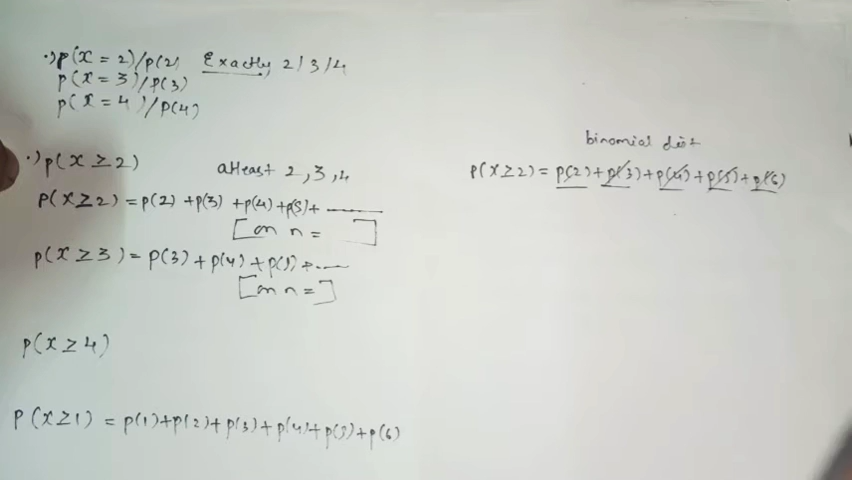 ·) p(x = 2)/p(2) Exactly 2/3/4
p(x = 3)/p(3)
p(x = 4)/p(4)
·) p(x ≥ 2) atleast 2, 3, 4
p(x ≥ 2) = p(2) + p(3) + p(4) + p(5) + ———
[on n = ]
p(x ≥ 3) = p(3) + p(4) + p(5) + ...—
[on n = ]
p(x ≥ 4)
p(x ≥ 1) = p(1)+p(2)+p(3)+p(4)+p(5)+p(6)
binomial dist
p(x ≥ 2) = p(2)+p(3)+p(4)+p(5)+p(6)